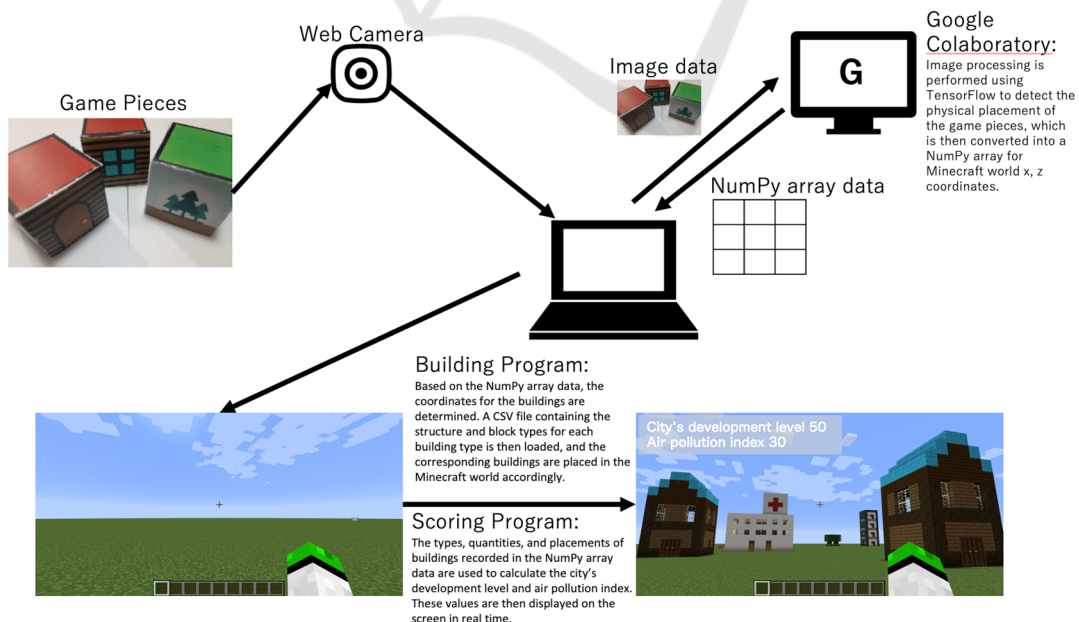 Web Camera
Game Pieces
Image data
G
Google
Colaboratory:
Image processing is
performed using
TensorFlow to detect the
physical placement of
the game pieces, which
is then converted into a
NumPy array for
Minecraft world x, z
coordinates.
NumPy array data
Building Program:
Based on the NumPy array data, the
coordinates for the buildings are
determined. A CSV file containing the
structure and block types for each
building type is then loaded, and the
corresponding buildings are placed in the
Minecraft world accordingly.
Scoring Program:
The types, quantities, and placements of
buildings recorded in the NumPy array
data are used to calculate the city's
development level and air pollution index.
These values are then displayed on the
screen in real time.
City's development level 50
Air pollution index 30